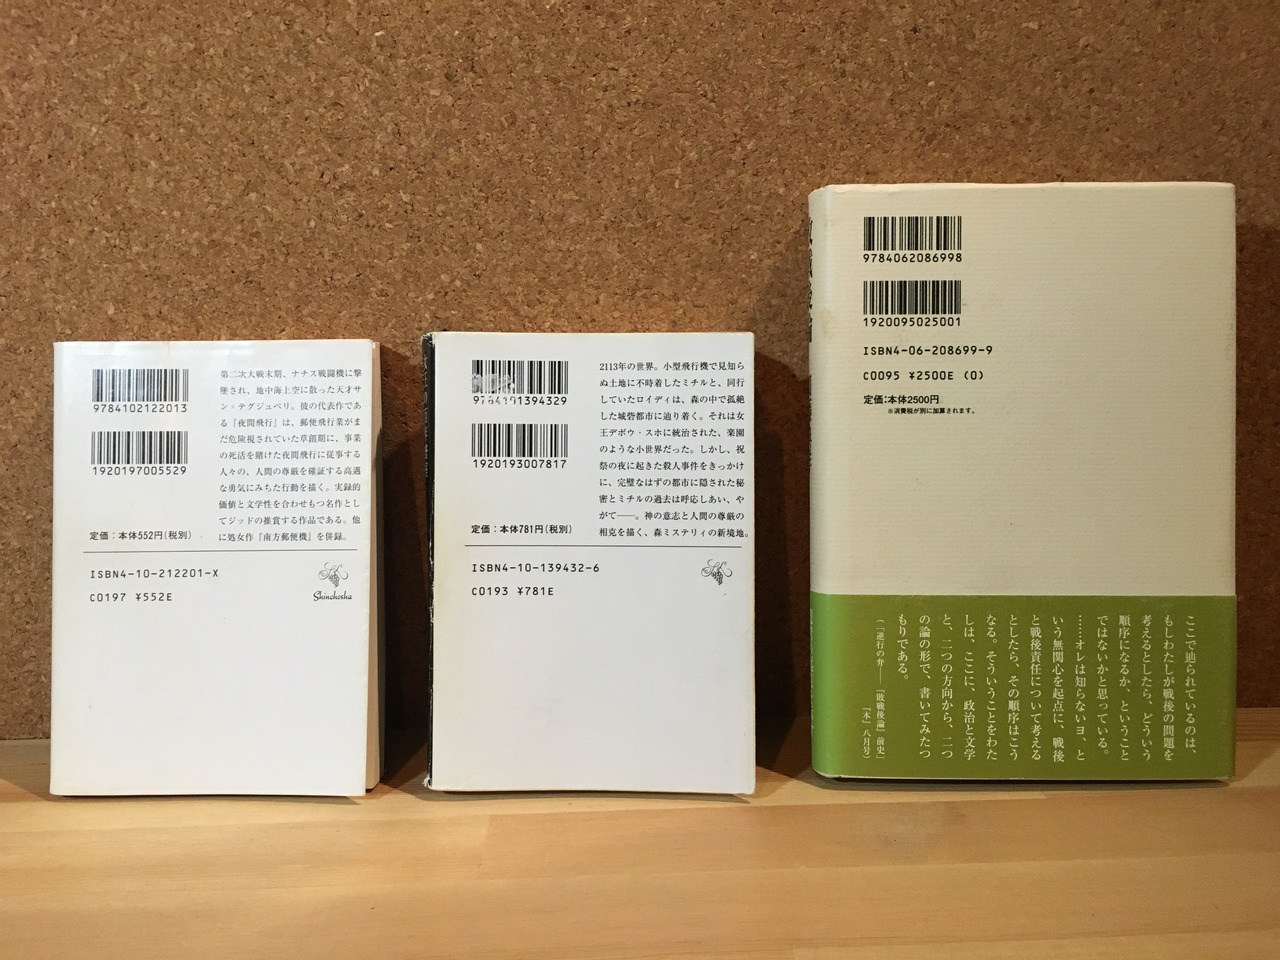 9784102122013
1920197005529
定価：本体552円(税別)
第二次大戦末期、ナチス戦闘機に撃
墜され、地中海上空に散った天才サ
ン=テグジュペリ。彼の代表作であ
る『夜間飛行』は、郵便飛行業がま
だ危険視されていた草創期に、事業
の死活を賭けた夜間飛行に従事する
人々の、人間の尊厳を確証する高邁
な勇気にみちた行動を描く。実録的
価値と文学性を合わせもつ名作とし
てジッドの推賞する作品である。他
に処女作『南方郵便機』を併録。
ISBN4-10-212201-X
C0197 ¥552E
Shinchosha
9784101394329
1920193007817
定価：本体781円(税別)
2113年の世界。小型飛行機で見知ら
ぬ土地に不時着したミチルと、同行
していたロイディは、森の中で孤絶
した城砦都市に辿り着く。それは女
王デボウ・スホに統治された、楽園
のような小世界だった。しかし、祝
祭の夜に起きた殺人事件をきっかけ
に、完璧なはずの都市に隠された秘
密とミチルの過去は呼応しあい、や
がて――。神の意志と人間の尊厳の
相克を描く、森ミステリィの新境地。
ISBN4-10-139432-6
C0193 ¥781E
9784062086998
1920095025001
ISBN4-06-208699-9
C0095 ¥2500E (0)
定価：本体2500円
※消費税が別に加算されます。
ここで辿られているのは、
もしわたしが戦後の問題を
考えるとしたら、どういう
順序になるか、ということ
ではないかと思っている。
……オレは知らないヨ、と
いう無関心を起点に、戦後
と戦後責任について考える
としたら、その順序はこう
なる。そういうことをわた
しは、ここに、政治と文学
と、二つの方向から、二つ
の論の形で、書いてみたつ
もりである。
（「逆行の弁――『敗戦後論』前史」
『本』八月号）